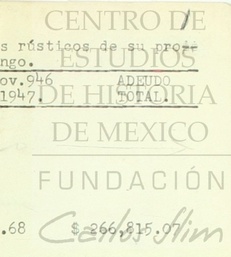 CENTRO DE
s rústicos de su pro
ESTUDIOS
ngo.
ov.946 ADEUDO
DE HISTORIA
1947. TOTAL.
DE MEXICO
FUNDACIÓN
Carlos Slim
.68 $ 266,815.07